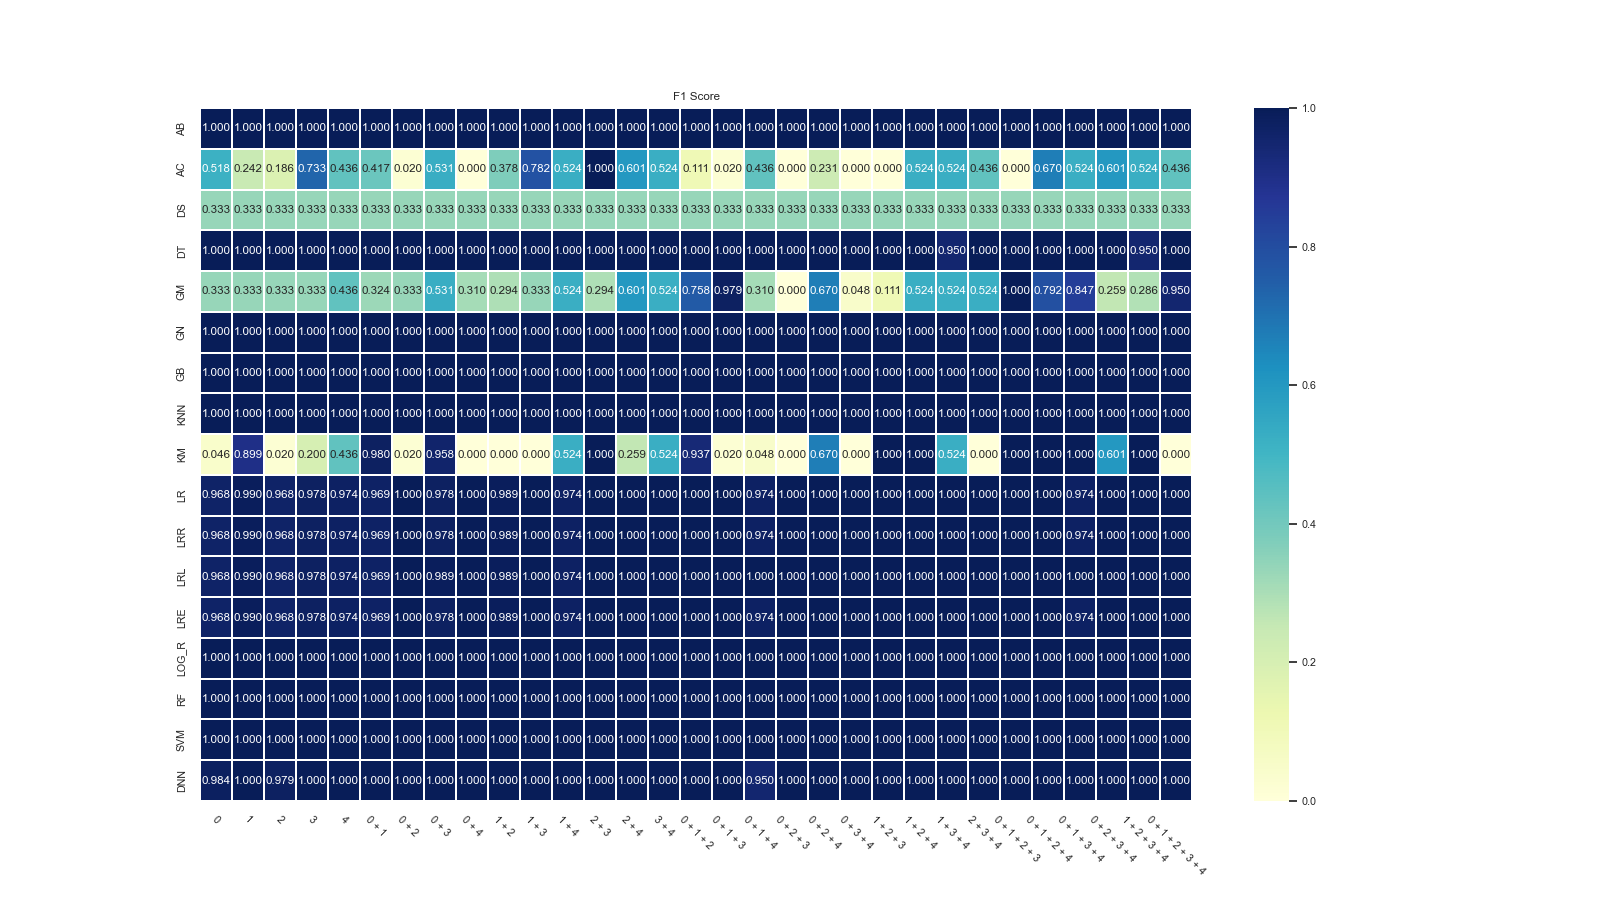 F1 Score
AB 1.000 1.000 1.000 1.000 1.000 1.000 1.000 1.000 1.000 1.000 1.000 1.000 1.000 1.000 1.000 1.000 1.000 1.000 1.000 1.000 1.000 1.000 1.000 1.000 1.000 1.000 1.000 1.000 1.000 1.000 1.000
AC 0.518 0.242 0.186 0.733 0.436 0.417 0.020 0.531 0.000 0.378 0.782 0.524 1.000 0.601 0.524 0.111 0.020 0.436 0.000 0.231 0.000 0.000 0.524 0.524 0.436 0.000 0.670 0.524 0.601 0.524 0.436
DS 0.333 0.333 0.333 0.333 0.333 0.333 0.333 0.333 0.333 0.333 0.333 0.333 0.333 0.333 0.333 0.333 0.333 0.333 0.333 0.333 0.333 0.333 0.333 0.333 0.333 0.333 0.333 0.333 0.333 0.333 0.333
DT 1.000 1.000 1.000 1.000 1.000 1.000 1.000 1.000 1.000 1.000 1.000 1.000 1.000 1.000 1.000 1.000 1.000 1.000 1.000 1.000 1.000 1.000 1.000 0.950 1.000 1.000 1.000 1.000 1.000 0.950 1.000
GM 0.333 0.333 0.333 0.333 0.436 0.324 0.333 0.531 0.310 0.294 0.333 0.524 0.294 0.601 0.524 0.758 0.979 0.310 0.000 0.670 0.048 0.111 0.524 0.524 0.524 1.000 0.792 0.847 0.259 0.286 0.950
GN 1.000 1.000 1.000 1.000 1.000 1.000 1.000 1.000 1.000 1.000 1.000 1.000 1.000 1.000 1.000 1.000 1.000 1.000 1.000 1.000 1.000 1.000 1.000 1.000 1.000 1.000 1.000 1.000 1.000 1.000 1.000
GB 1.000 1.000 1.000 1.000 1.000 1.000 1.000 1.000 1.000 1.000 1.000 1.000 1.000 1.000 1.000 1.000 1.000 1.000 1.000 1.000 1.000 1.000 1.000 1.000 1.000 1.000 1.000 1.000 1.000 1.000 1.000
KNN 1.000 1.000 1.000 1.000 1.000 1.000 1.000 1.000 1.000 1.000 1.000 1.000 1.000 1.000 1.000 1.000 1.000 1.000 1.000 1.000 1.000 1.000 1.000 1.000 1.000 1.000 1.000 1.000 1.000 1.000 1.000
KM 0.046 0.899 0.020 0.200 0.436 0.980 0.020 0.958 0.000 0.000 0.000 0.524 1.000 0.259 0.524 0.937 0.020 0.048 0.000 0.670 0.000 1.000 1.000 0.524 0.000 1.000 1.000 1.000 0.601 1.000 0.000
LR 0.968 0.990 0.968 0.978 0.974 0.969 1.000 0.978 1.000 0.989 1.000 0.974 1.000 1.000 1.000 1.000 1.000 0.974 1.000 1.000 1.000 1.000 1.000 1.000 1.000 1.000 1.000 0.974 1.000 1.000 1.000
LRR 0.968 0.990 0.968 0.978 0.974 0.969 1.000 0.978 1.000 0.989 1.000 0.974 1.000 1.000 1.000 1.000 1.000 0.974 1.000 1.000 1.000 1.000 1.000 1.000 1.000 1.000 1.000 0.974 1.000 1.000 1.000
LRL 0.968 0.990 0.968 0.978 0.974 0.969 1.000 0.989 1.000 0.989 1.000 0.974 1.000 1.000 1.000 1.000 1.000 1.000 1.000 1.000 1.000 1.000 1.000 1.000 1.000 1.000 1.000 1.000 1.000 1.000 1.000
LRE 0.968 0.990 0.968 0.978 0.974 0.969 1.000 0.978 1.000 0.989 1.000 0.974 1.000 1.000 1.000 1.000 1.000 0.974 1.000 1.000 1.000 1.000 1.000 1.000 1.000 1.000 1.000 0.974 1.000 1.000 1.000
LOG_R 1.000 1.000 1.000 1.000 1.000 1.000 1.000 1.000 1.000 1.000 1.000 1.000 1.000 1.000 1.000 1.000 1.000 1.000 1.000 1.000 1.000 1.000 1.000 1.000 1.000 1.000 1.000 1.000 1.000 1.000 1.000
RF 1.000 1.000 1.000 1.000 1.000 1.000 1.000 1.000 1.000 1.000 1.000 1.000 1.000 1.000 1.000 1.000 1.000 1.000 1.000 1.000 1.000 1.000 1.000 1.000 1.000 1.000 1.000 1.000 1.000 1.000 1.000
SVM 1.000 1.000 1.000 1.000 1.000 1.000 1.000 1.000 1.000 1.000 1.000 1.000 1.000 1.000 1.000 1.000 1.000 1.000 1.000 1.000 1.000 1.000 1.000 1.000 1.000 1.000 1.000 1.000 1.000 1.000 1.000
DNN 0.984 1.000 0.979 1.000 1.000 1.000 1.000 1.000 1.000 1.000 1.000 1.000 1.000 1.000 1.000 1.000 1.000 0.950 1.000 1.000 1.000 1.000 1.000 1.000 1.000 1.000 1.000 1.000 1.000 1.000 1.000
0
1
2
3
4
0 + 1
0 + 2
0 + 3
0 + 4
1 + 2
1 + 3
1 + 4
2 + 3
2 + 4
3 + 4
0 + 1 + 2
0 + 1 + 3
0 + 1 + 4
0 + 2 + 3
0 + 2 + 4
0 + 3 + 4
1 + 2 + 3
1 + 2 + 4
1 + 3 + 4
2 + 3 + 4
0 + 1 + 2 + 3
0 + 1 + 2 + 4
0 + 1 + 3 + 4
0 + 2 + 3 + 4
1 + 2 + 3 + 4
0 + 1 + 2 + 3 + 4
1.0
0.8
0.6
0.4
0.2
0.0